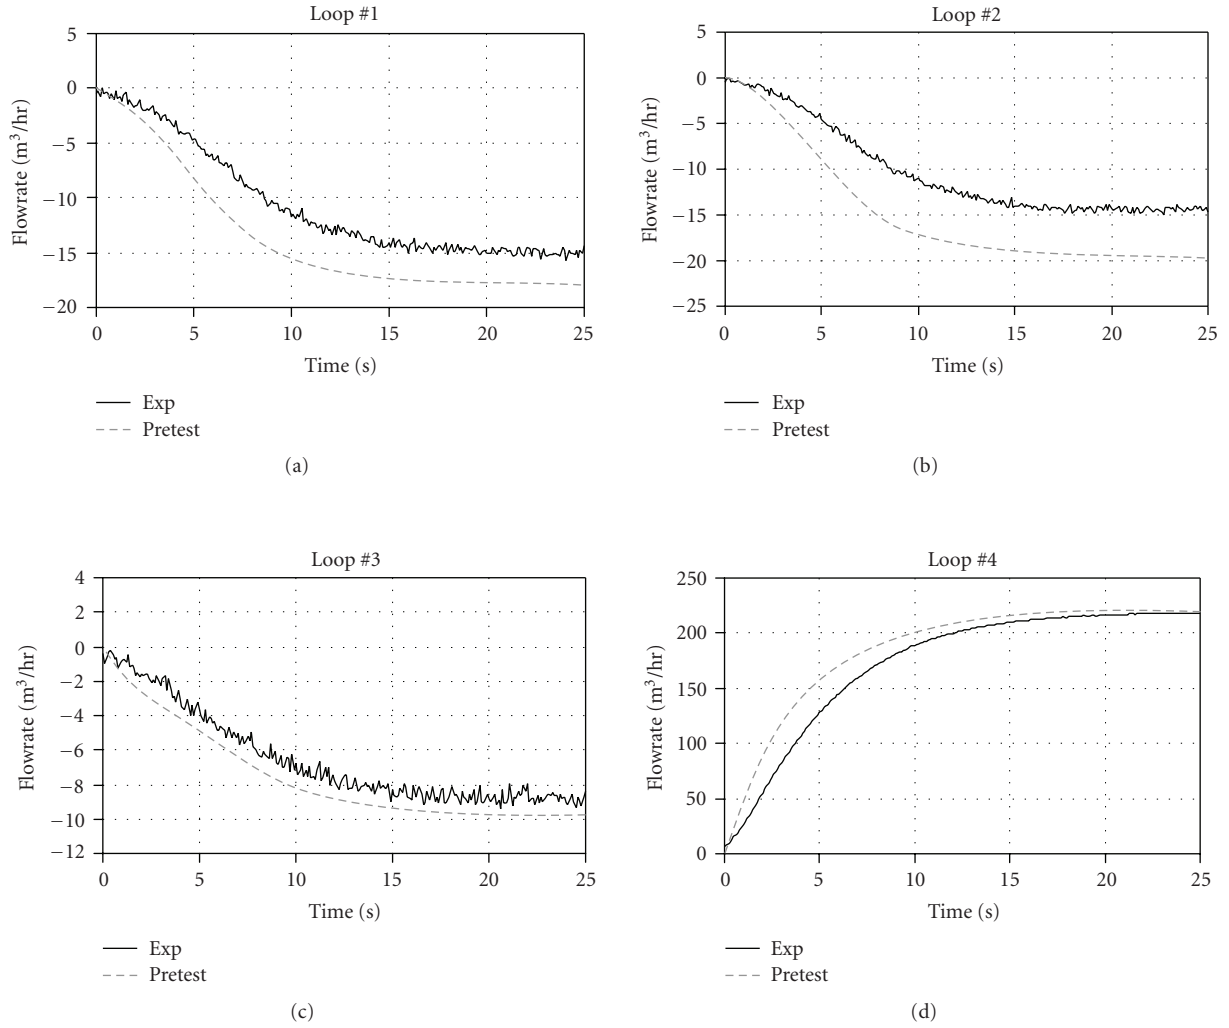 Loop #1
5
0
−5
−10
−15
−20
Flowrate (m³/hr)
0 5 10 15 20 25
Time (s)
Exp
Pretest
(a)
Loop #2
5
0
−5
−10
−15
−20
−25
Flowrate (m³/hr)
0 5 10 15 20 25
Time (s)
Exp
Pretest
(b)
Loop #3
4
2
0
−2
−4
−6
−8
−10
−12
Flowrate (m³/hr)
0 5 10 15 20 25
Time (s)
Exp
Pretest
(c)
Loop #4
250
200
150
100
50
0
Flowrate (m³/hr)
0 5 10 15 20 25
Time (s)
Exp
Pretest
(d)